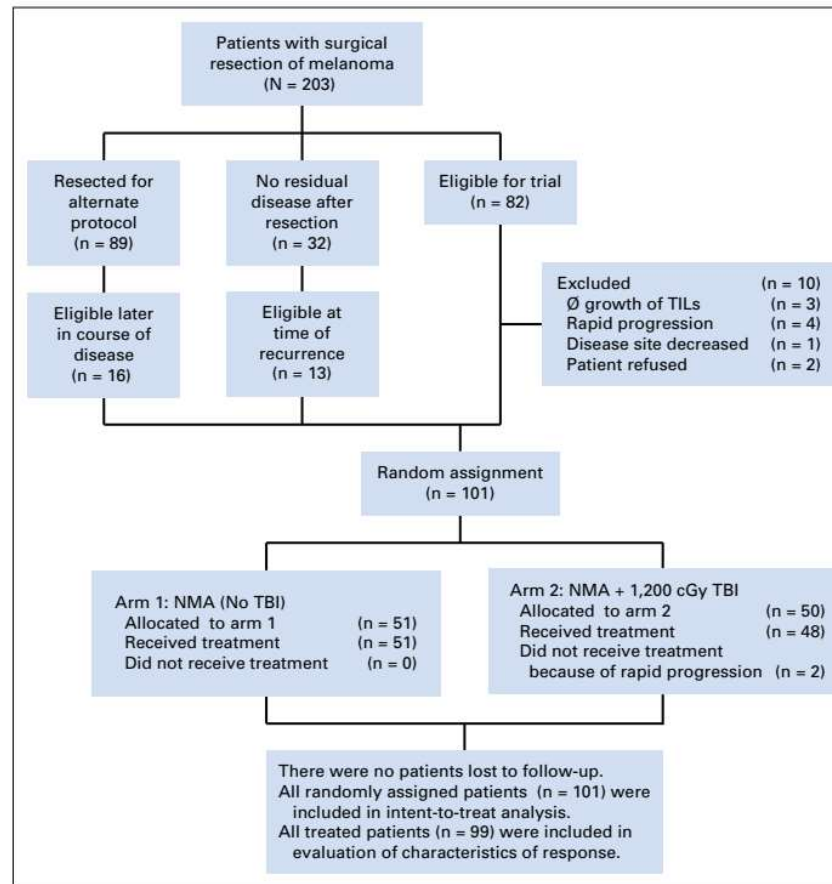 Patients with surgical
resection of melanoma
(N = 203)
Resected for
alternate
protocol
(n = 89)
No residual
disease after
resection
(n = 32)
Eligible for trial
(n = 82)
Eligible later
in course of
disease
(n = 16)
Eligible at
time of
recurrence
(n = 13)
Excluded (n = 10)
Ø growth of TILs (n = 3)
Rapid progression (n = 4)
Disease site decreased (n = 1)
Patient refused (n = 2)
Random assignment
(n = 101)
Arm 1: NMA (No TBI)
Allocated to arm 1 (n = 51)
Received treatment (n = 51)
Did not receive treatment (n = 0)
Arm 2: NMA + 1,200 cGy TBI
Allocated to arm 2 (n = 50)
Received treatment (n = 48)
Did not receive treatment
because of rapid progression (n = 2)
There were no patients lost to follow-up.
All randomly assigned patients (n = 101) were
included in intent-to-treat analysis.
All treated patients (n = 99) were included in
evaluation of characteristics of response.